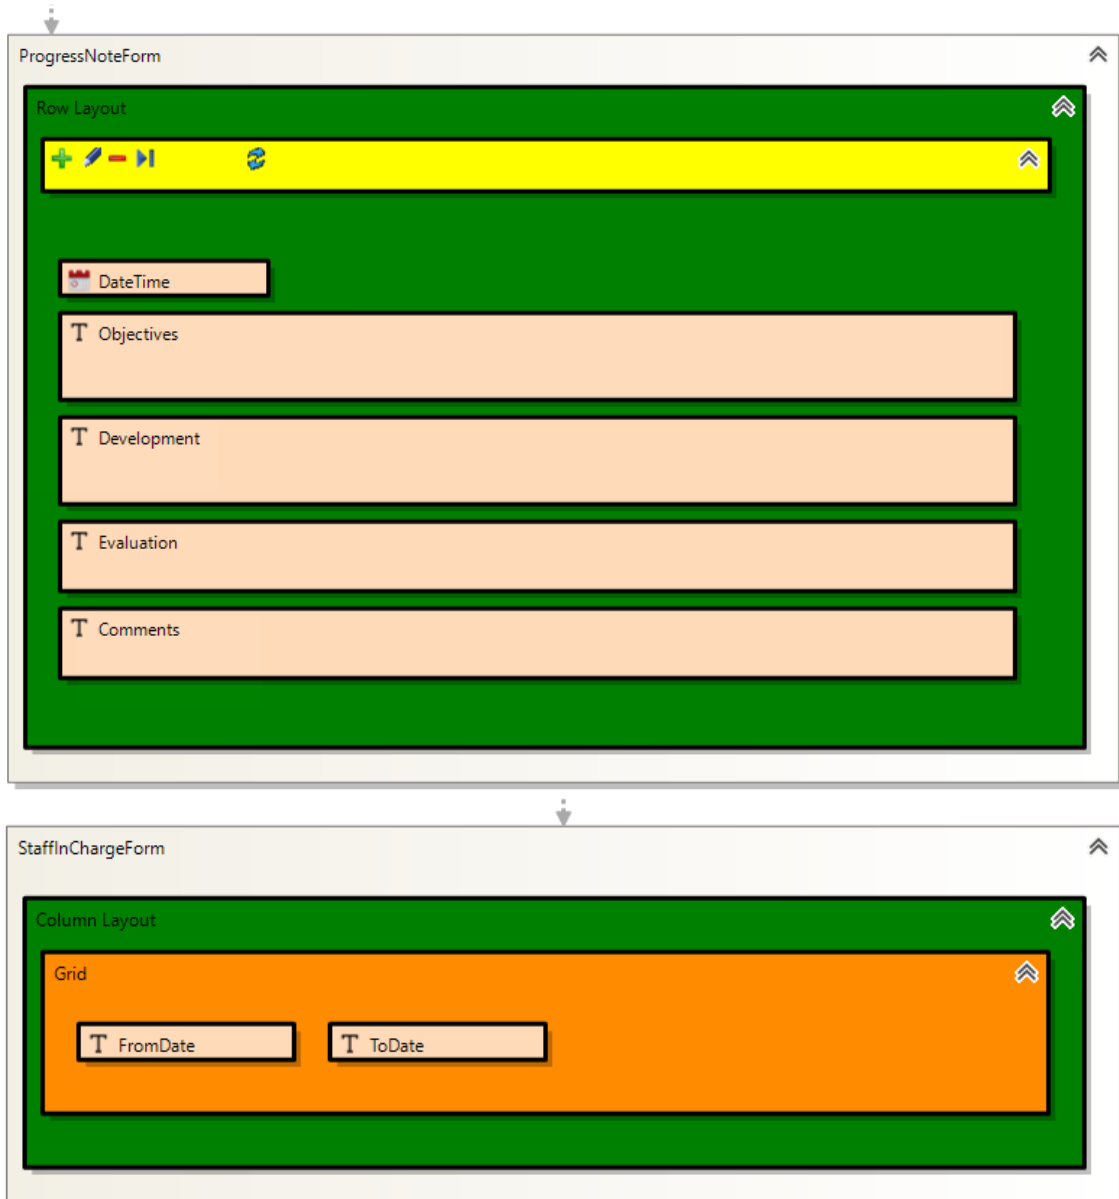 ProgressNoteForm
Row Layout
DateTime
T Objectives
T Development
T Evaluation
T Comments
StaffInChargeForm
Column Layout
Grid
T FromDate T ToDate